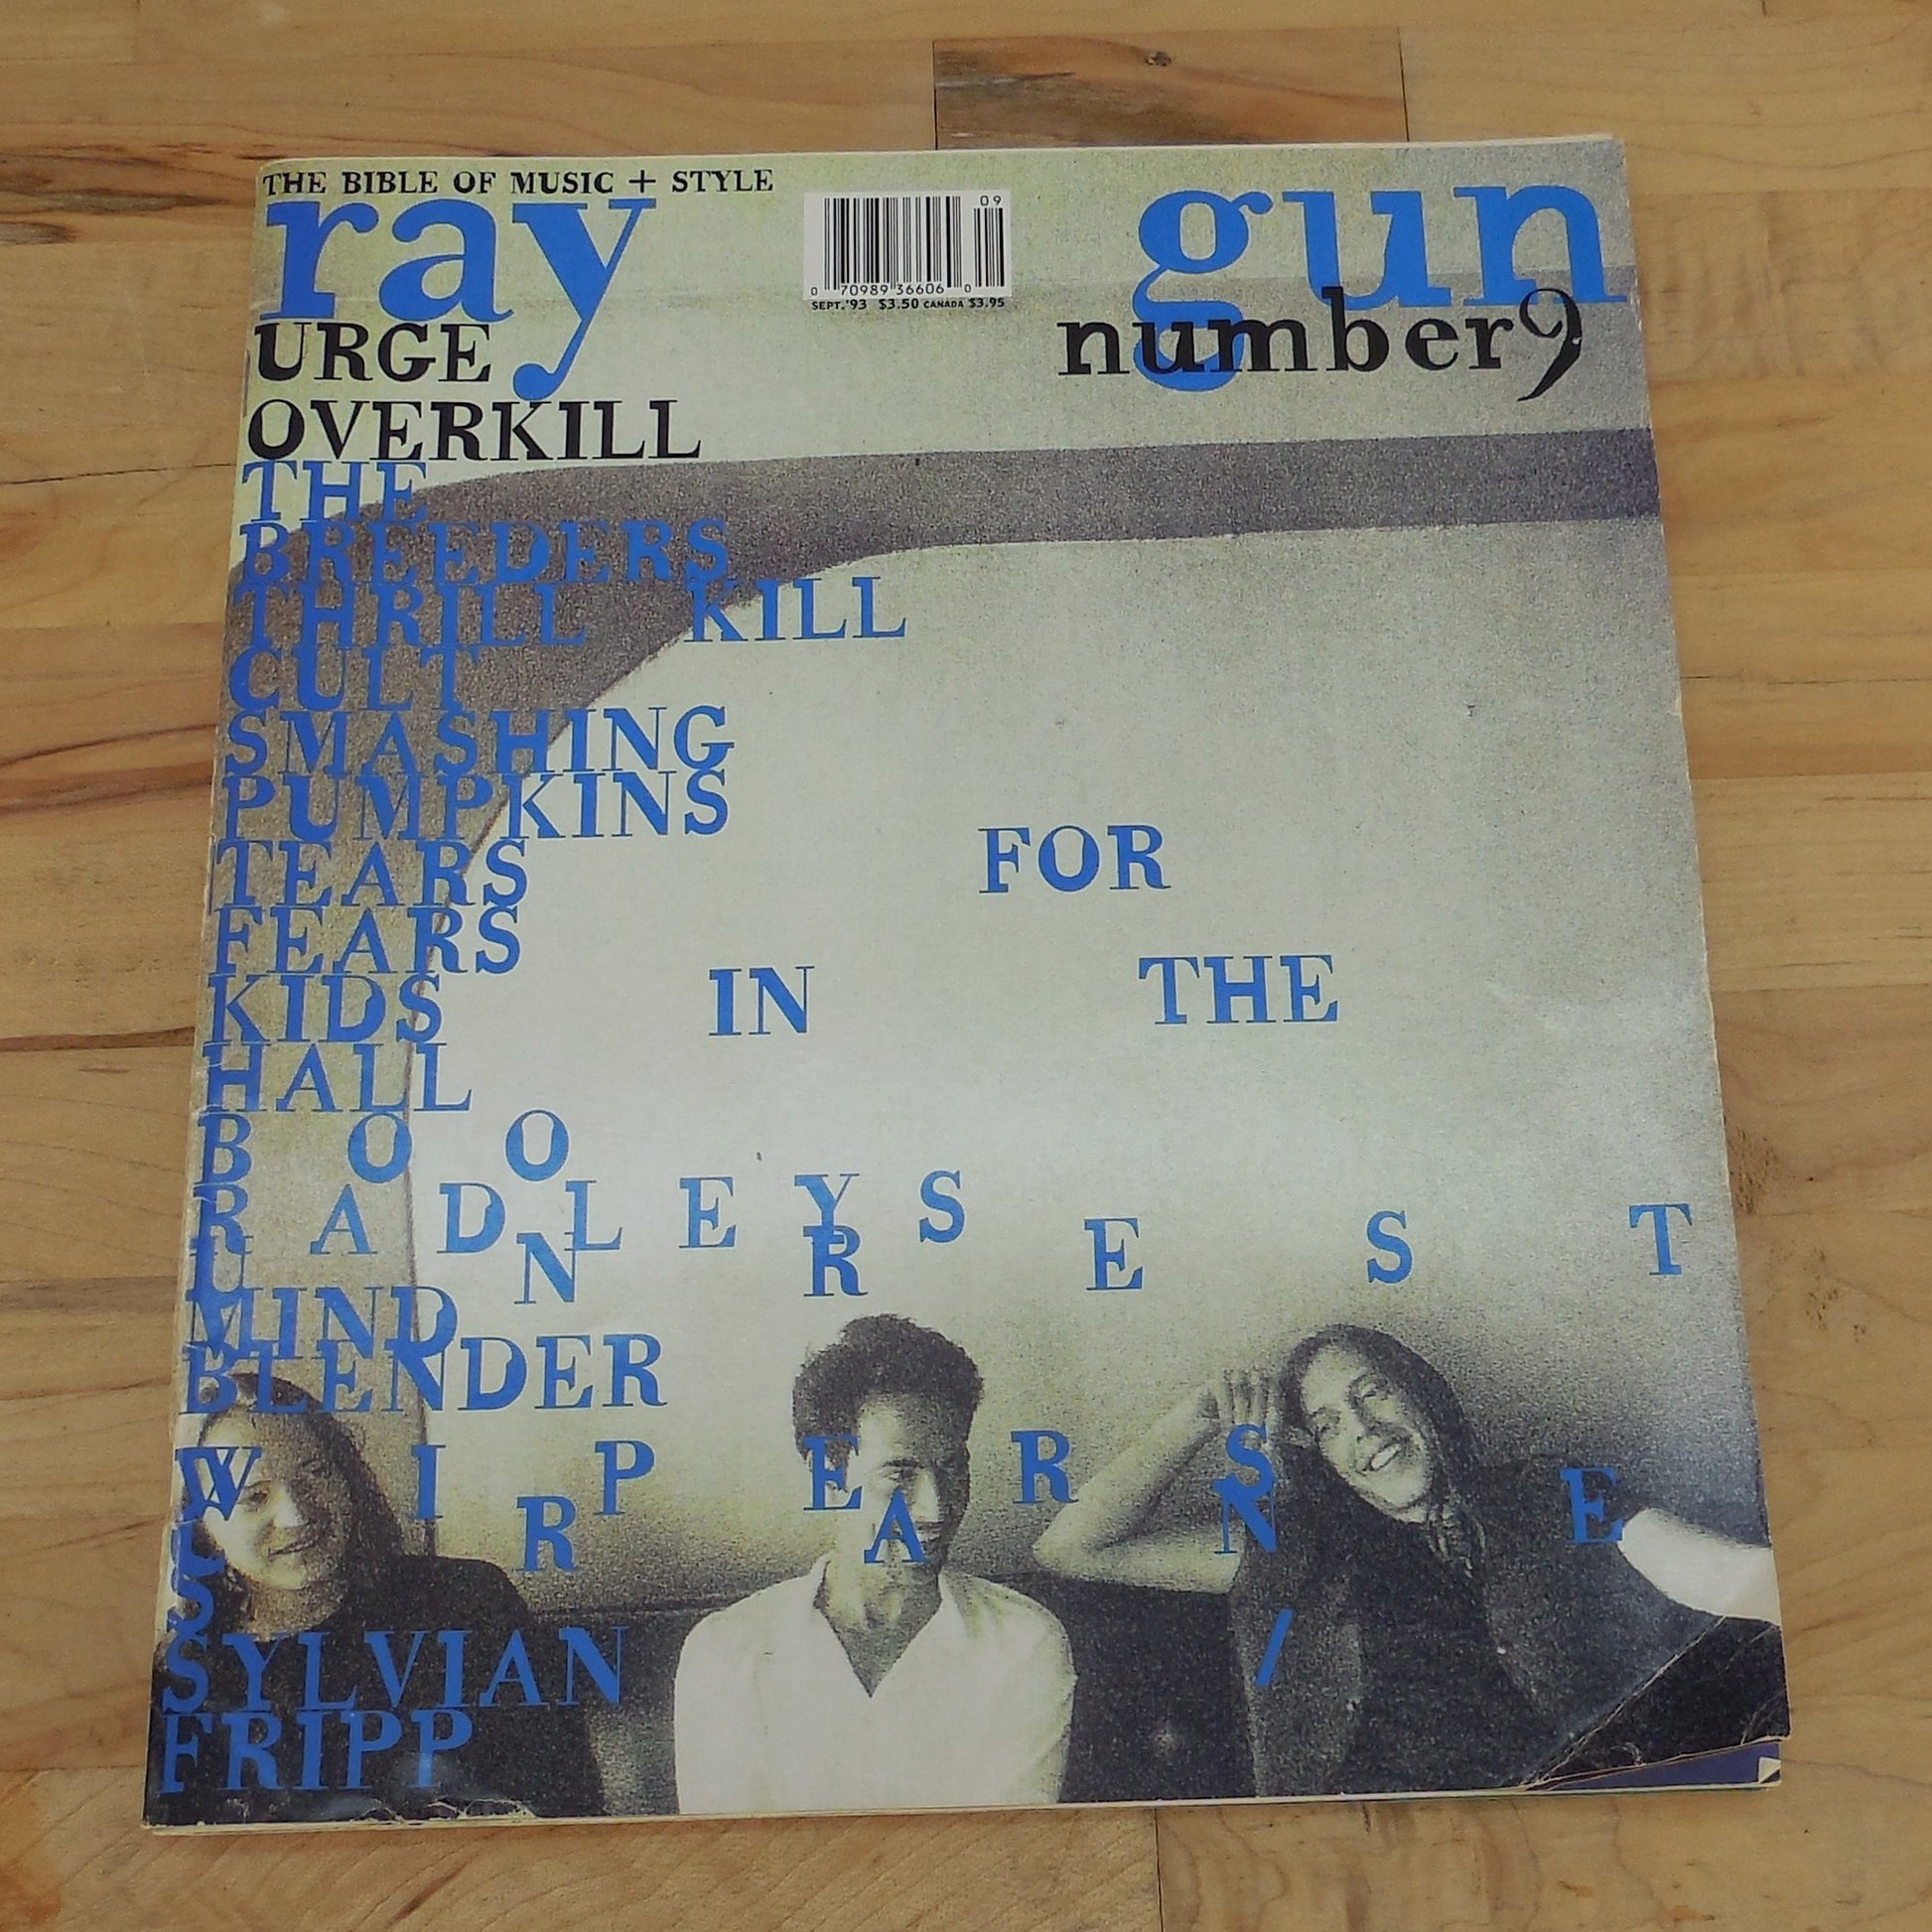 THE BIBLE OF MUSIC + STYLE
ray gun
09
0 70989 36606 0
SEPT.'93 $3.50 CANADA $3.95
number9
URGE
OVERKILL
THE
BREEDERS
THRILL KILL
CULT
SMASHING
PUMPKINS
TEARS FOR
FEARS
KIDS IN THE
HALL
BOO
RADLEYS
UNREST
MIND
BLENDER
WIPERS
CRANE
S
/
SYLVIAN
FRIPP